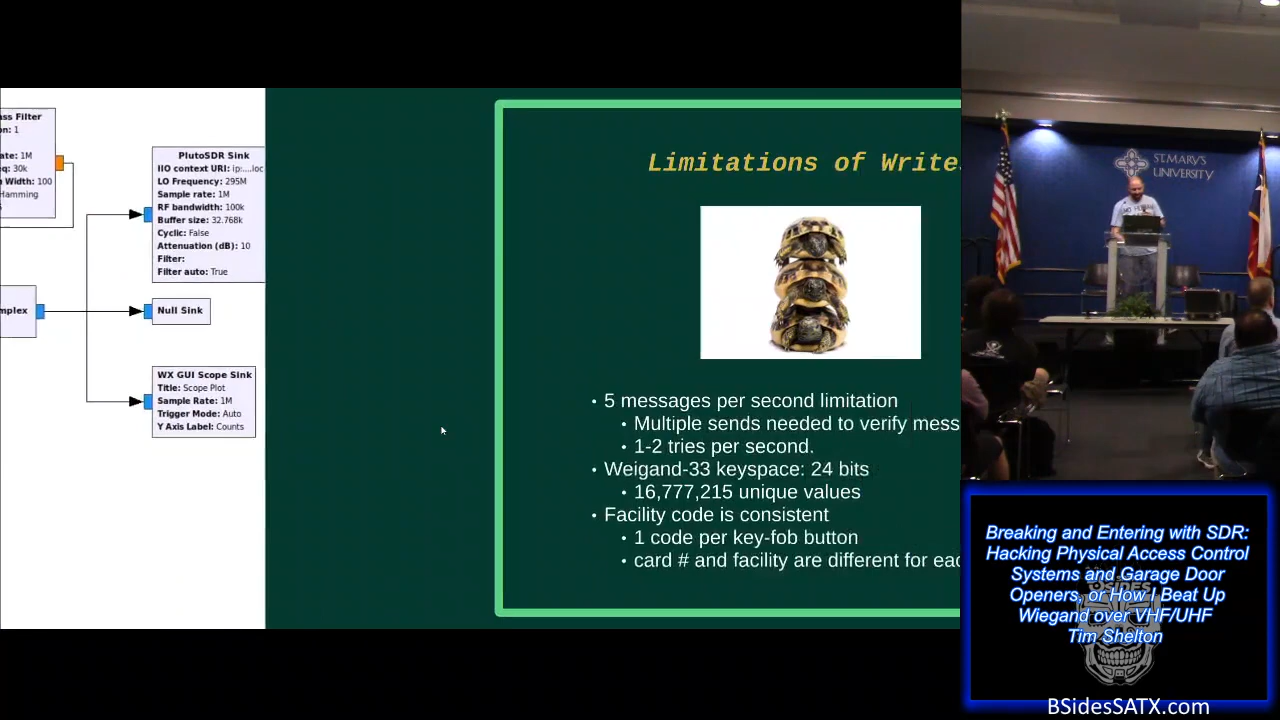 ass Filter
on: 1
ate: 1M
eq: 30k
n Width: 100
Hamming
mplex
PlutoSDR Sink
IIO context URI: ip:...loc
LO Frequency: 295M
Sample rate: 1M
RF bandwidth: 100k
Buffer size: 32.768k
Cyclic: False
Attenuation (dB): 10
Filter:
Filter auto: True
Null Sink
WX GUI Scope Sink
Title: Scope Plot
Sample Rate: 1M
Trigger Mode: Auto
Y Axis Label: Counts
Limitations of Write
• 5 messages per second limitation
• Multiple sends needed to verify mess
• 1-2 tries per second.
• Weigand-33 keyspace: 24 bits
• 16,777,215 unique values
• Facility code is consistent
• 1 code per key-fob button
• card # and facility are different for eac
ST. MARY'S
UNIVERSITY
Breaking and Entering with SDR:
Hacking Physical Access Control
Systems and Garage Door
Openers, or How I Beat Up
Wiegand over VHF/UHF
Tim Shelton
BSidesSATX.com